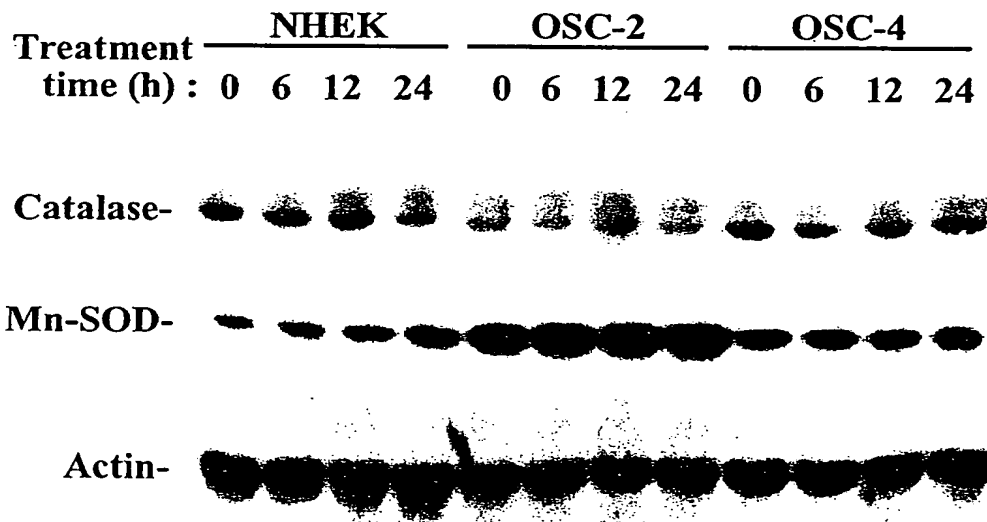 NHEK OSC-2 OSC-4
Treatment
time (h) : 0 6 12 24 0 6 12 24 0 6 12 24
Catalase-
Mn-SOD-
Actin-